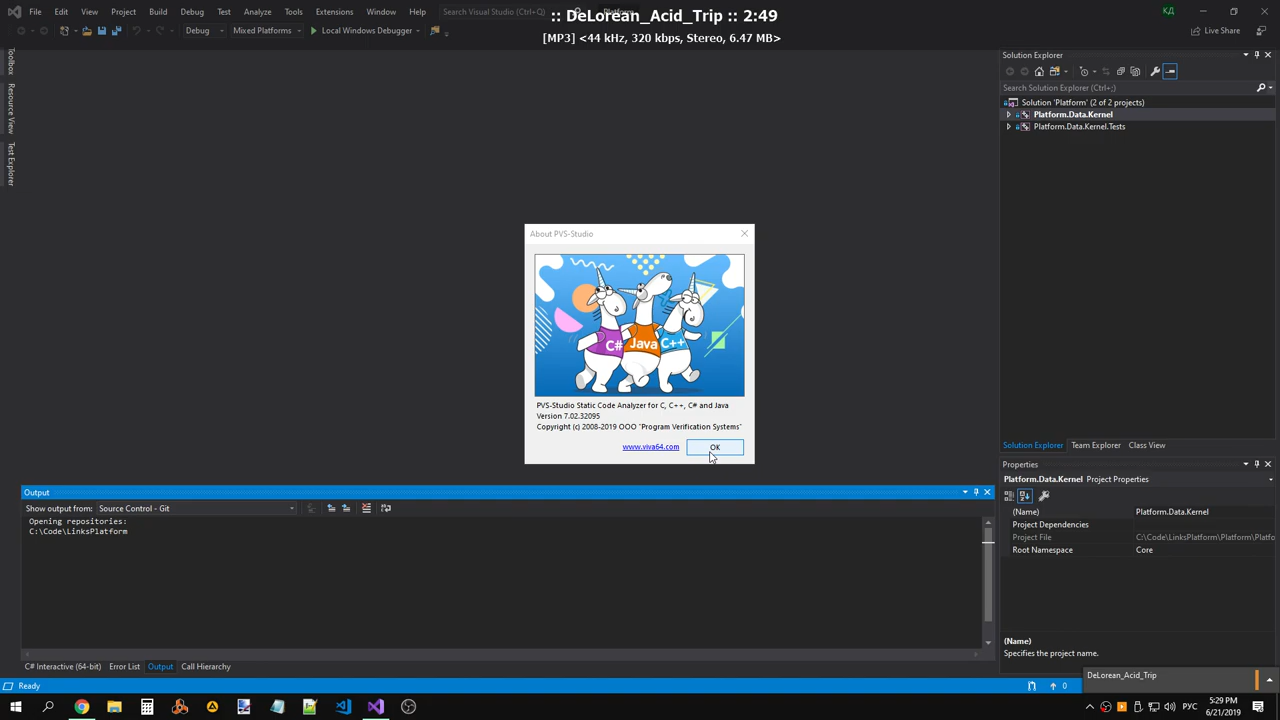 File Edit View Project Build Debug Test Analyze Tools Extensions Window Help Search Visual Studio (Ctrl+Q) Platform КД
:: DeLorean_Acid_Trip :: 2:49
[MP3] <44 kHz, 320 kbps, Stereo, 6.47 MB>
Debug Mixed Platforms Local Windows Debugger Live Share
Toolbox
Resource View
Test Explorer
Solution Explorer
Search Solution Explorer (Ctrl+;)
Solution 'Platform' (2 of 2 projects)
Platform.Data.Kernel
Platform.Data.Kernel.Tests
About PVS-Studio
C# Java C++
PVS-Studio Static Code Analyzer for C, C++, C# and Java
Version 7.02.32095
Copyright (c) 2008-2019 OOO "Program Verification Systems"
www.viva64.com OK
Solution Explorer Team Explorer Class View
Properties
Platform.Data.Kernel Project Properties
(Name) Platform.Data.Kernel
Project Dependencies
Project File C:\Code\LinksPlatform\Platform\Platfo
Root Namespace Core
(Name)
Specifies the project name.
Output
Show output from: Source Control - Git
Opening repositories:
C:\Code\LinksPlatform
C# Interactive (64-bit) Error List Output Call Hierarchy
Ready 0
DeLorean_Acid_Trip
РУС
5:29 PM
6/21/2019